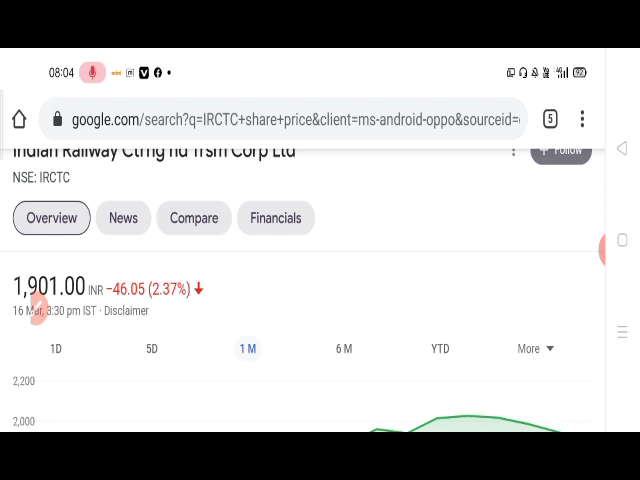 08:04
google.com/search?q=IRCTC+share+price&client=ms-android-oppo&sourceid=
5
Indian Railway Ctrng nd Trsm Corp Ltd
+ Follow
NSE: IRCTC
Overview
News
Compare
Financials
1,901.00 INR −46.05 (2.37%)
16 Mar, 3:30 pm IST · Disclaimer
1D
5D
1 M
6 M
YTD
More
2,200
2,000